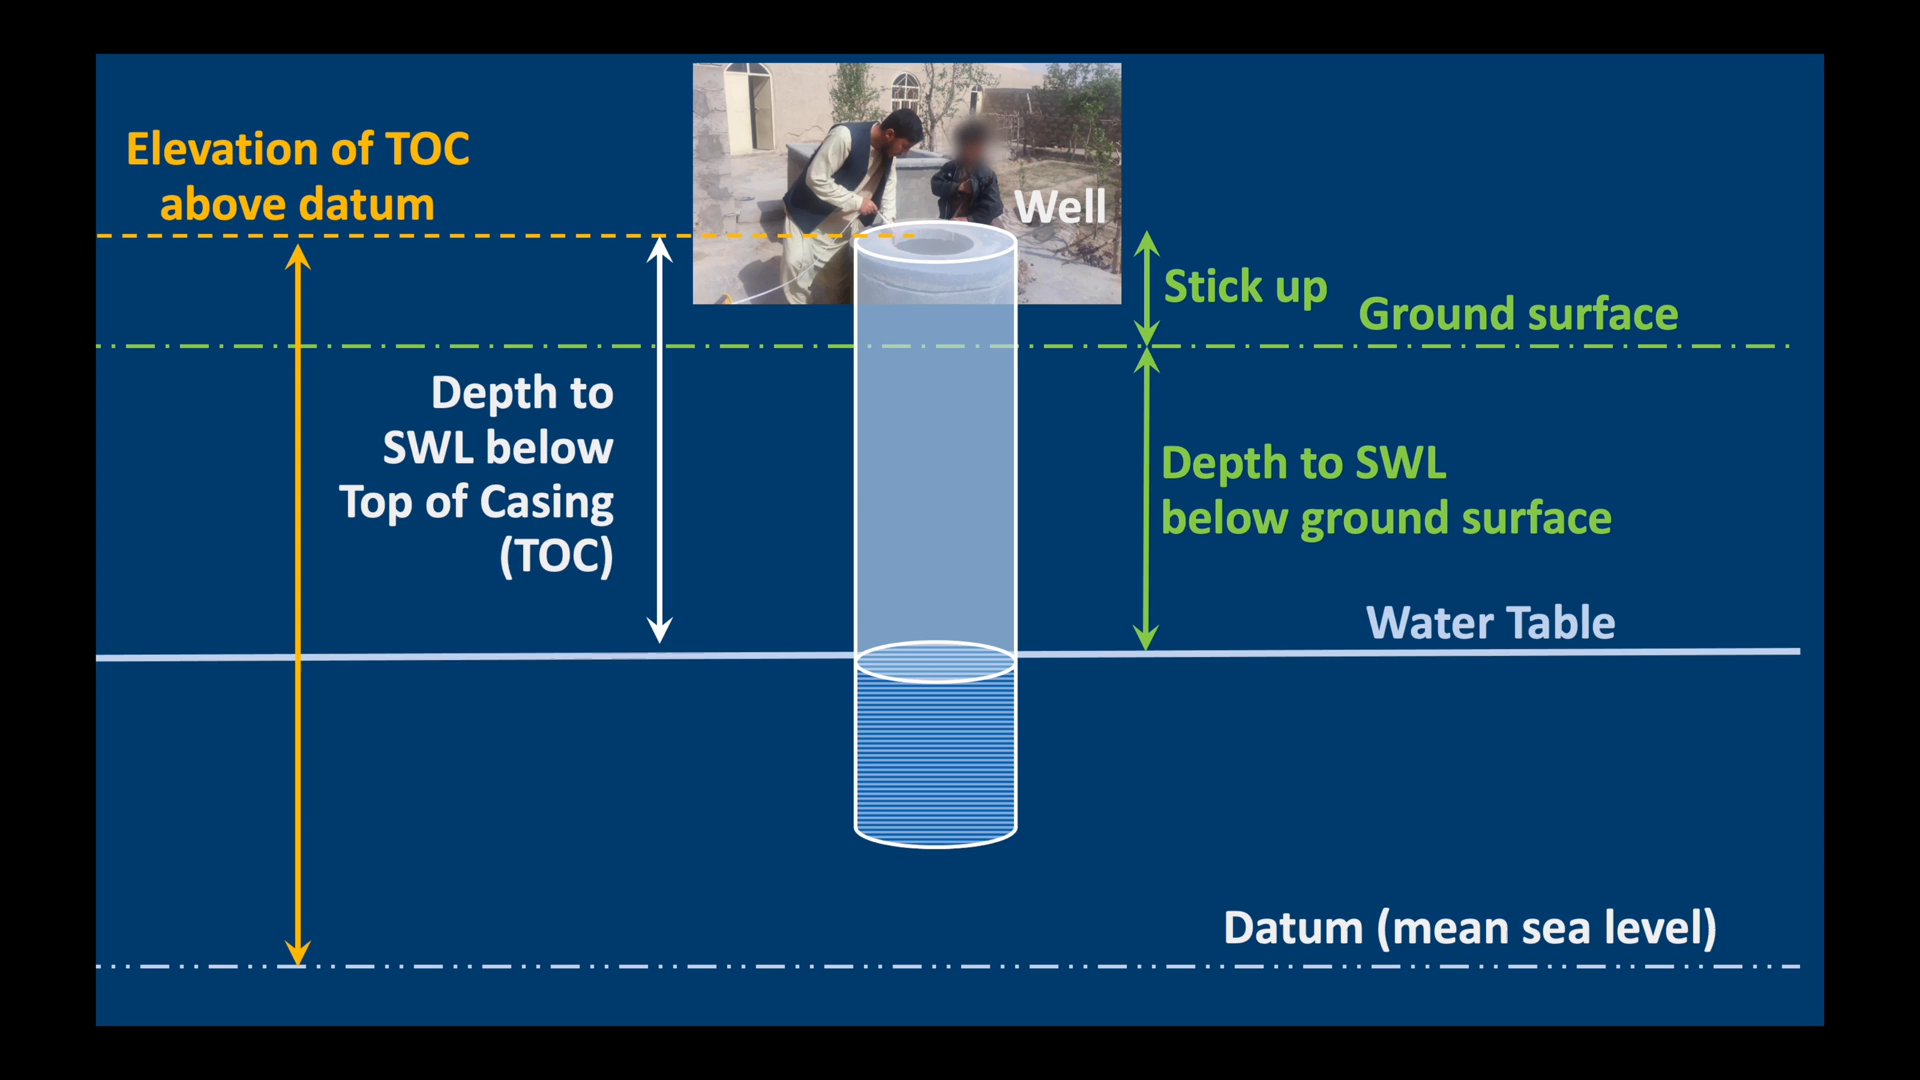 Elevation of TOC
above datum
Well
Stick up
Ground surface
Depth to
SWL below
Top of Casing
(TOC)
Depth to SWL
below ground surface
Water Table
Datum (mean sea level)